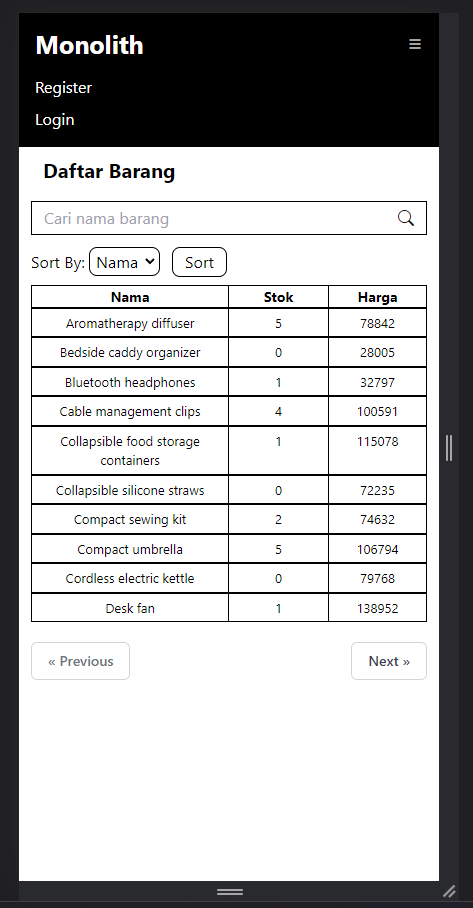 Monolith
Register
Login
Daftar Barang
Cari nama barang
Sort By: Nama Sort
Nama Stok Harga
Aromatherapy diffuser 5 78842
Bedside caddy organizer 0 28005
Bluetooth headphones 1 32797
Cable management clips 4 100591
Collapsible food storage 1 115078
containers
Collapsible silicone straws 0 72235
Compact sewing kit 2 74632
Compact umbrella 5 106794
Cordless electric kettle 0 79768
Desk fan 1 138952
« Previous Next »